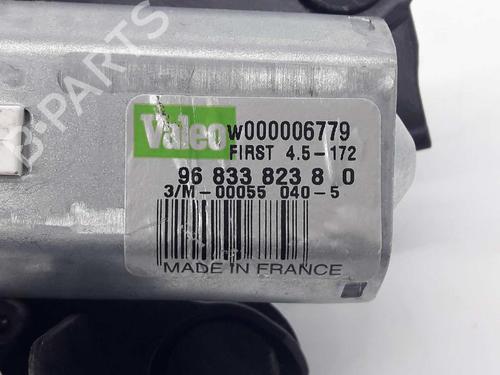 B-PARTS
Valeo w000006779
FIRST 4.5-172
96 833 823 8 0
3/M-00055 040-5
MADE IN FRANCE